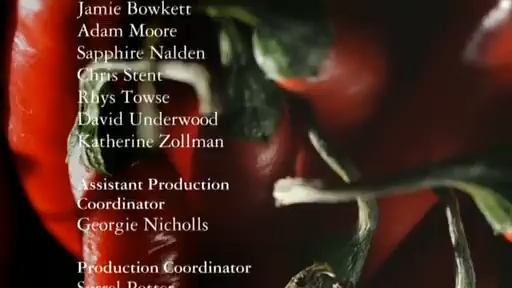 Jamie Bowkett
Adam Moore
Sapphire Nalden
Chris Stent
Rhys Towse
David Underwood
Katherine Zollman
Assistant Production
Coordinator
Georgie Nicholls
Production Coordinator